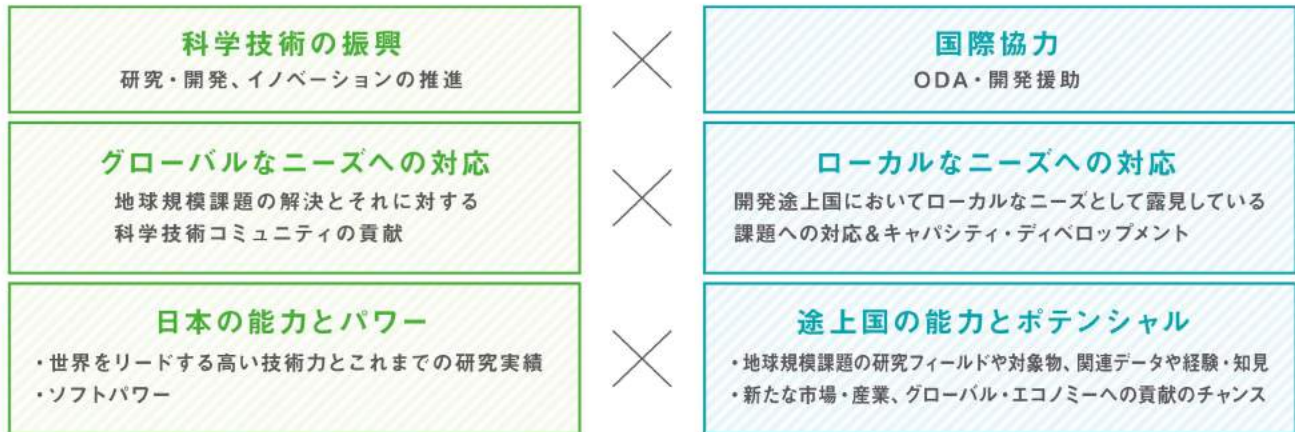 科学技術の振興
研究・開発、イノベーションの推進
国際協力
ODA・開発援助
グローバルなニーズへの対応
地球規模課題の解決とそれに対する
科学技術コミュニティの貢献
ローカルなニーズへの対応
開発途上国においてローカルなニーズとして露見している
課題への対応&キャパシティ・ディベロップメント
日本の能力とパワー
・世界をリードする高い技術力とこれまでの研究実績
・ソフトパワー
途上国の能力とポテンシャル
・地球規模課題の研究フィールドや対象物、関連データや経験・知見
・新たな市場・産業、グローバル・エコノミーへの貢献のチャンス